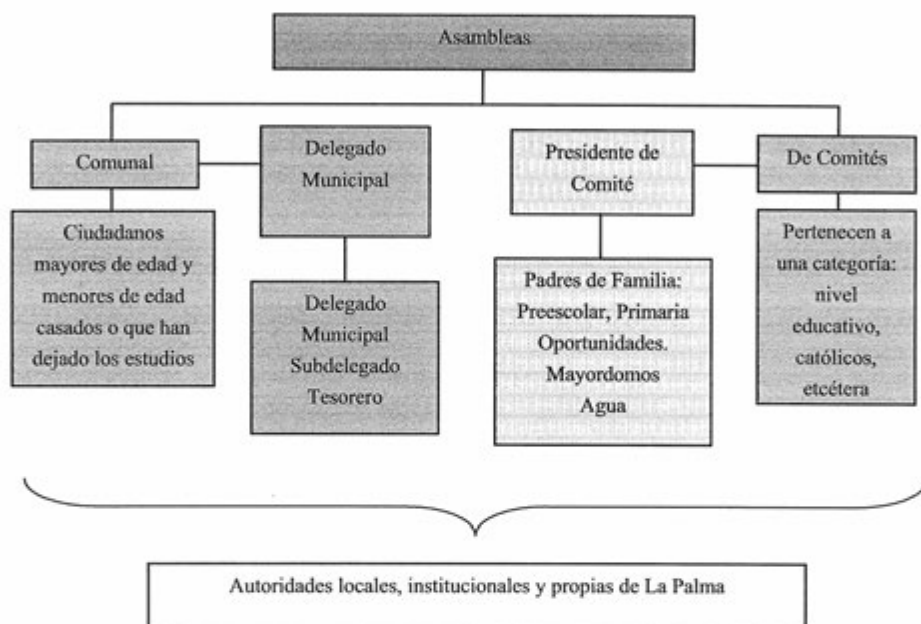 Asambleas
Comunal
Delegado
Municipal
Presidente de
Comité
De Comités
Ciudadanos
mayores de edad y
menores de edad
casados o que han
dejado los estudios
Delegado
Municipal
Subdelegado
Tesorero
Padres de Familia:
Preescolar, Primaria
Oportunidades.
Mayordomos
Agua
Pertenecen a
una categoría:
nivel
educativo,
católicos,
etcétera
Autoridades locales, institucionales y propias de La Palma